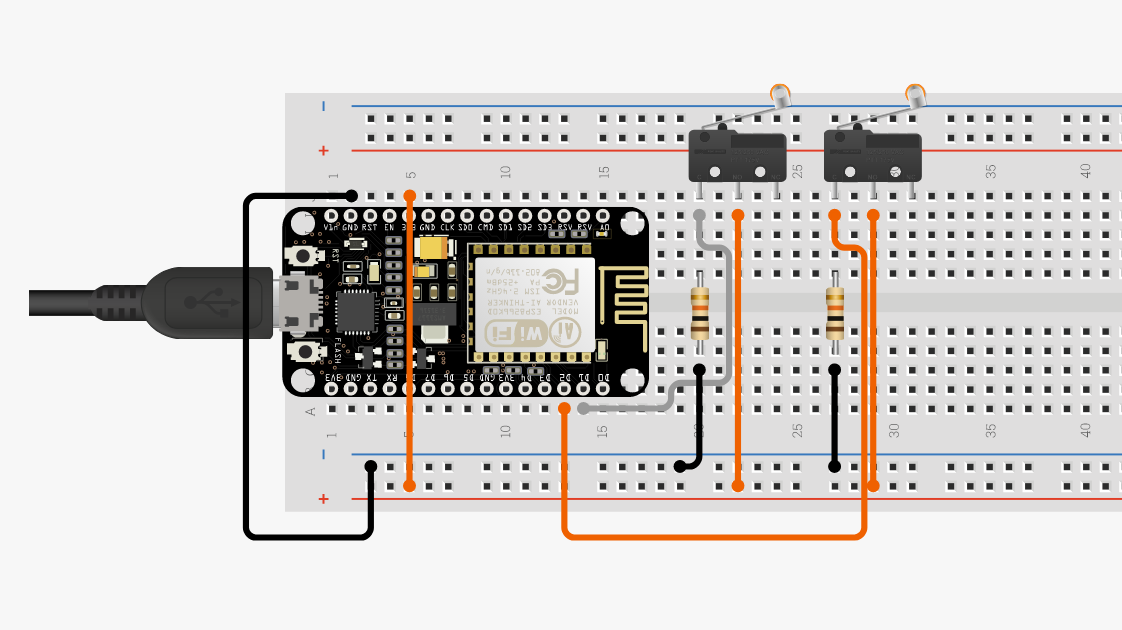 1 5 10 15 25 35 40
Vin GND RST EN 3V3 GND CLK SD0 CMD SD1 SD2 SD3 RSV RSV A0
RST
FC
802.11b/g/n
PA +25dBm
ISM 2.4GHz
VENDOR AI-THINKER
MODEL ESP8266MOD
Ai WiFi
FLASH
3V3 GND TX RX D7 D6 D5 GND 3V3 D4 D3 D2 D1 D0
A
1 5 10 15 20 25 30 35 40